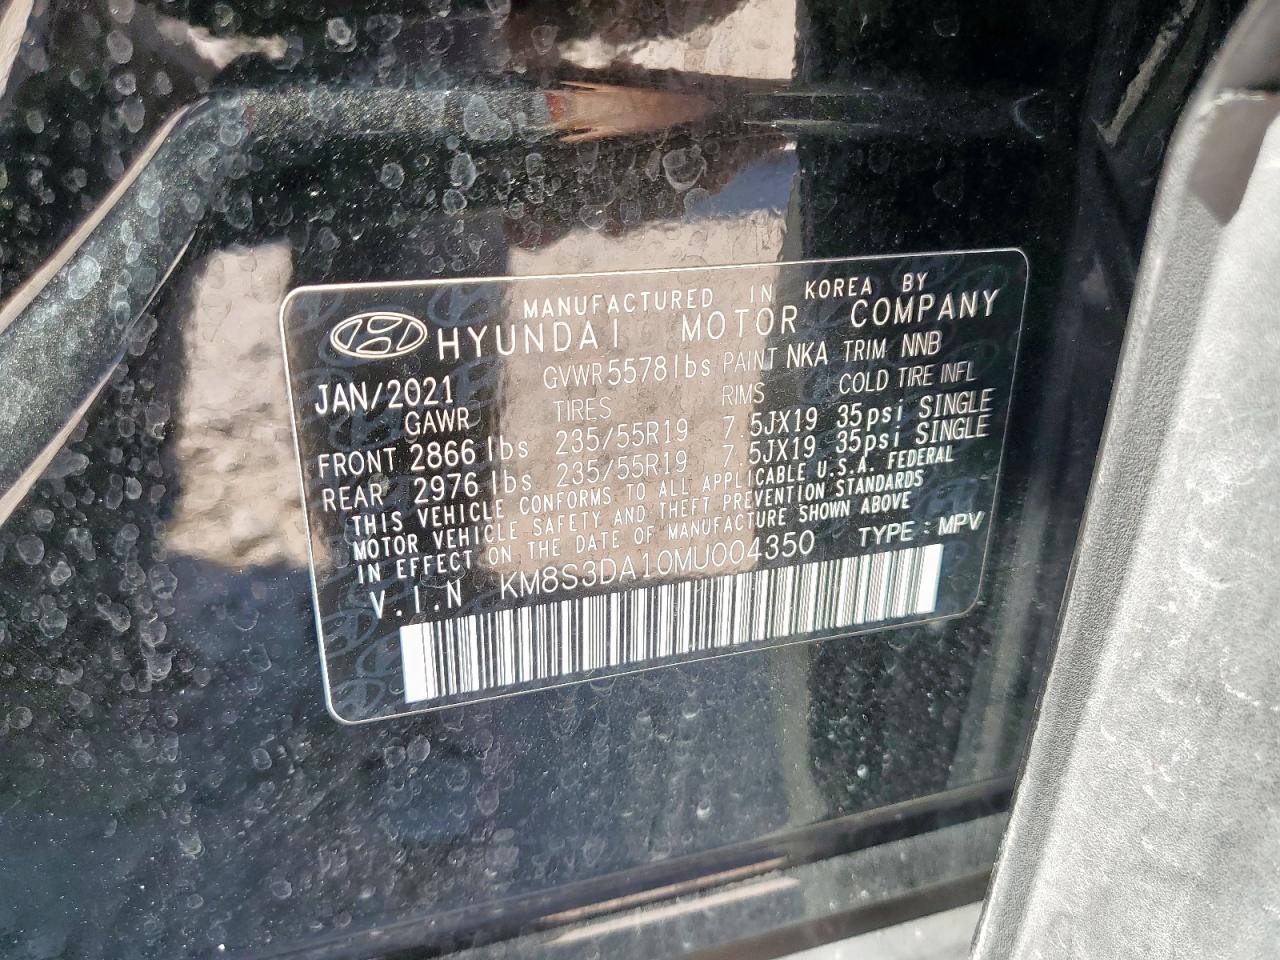 MANUFACTURED IN KOREA BY
HYUNDAI MOTOR COMPANY
JAN/2021 GVWR 5578lbs PAINT NKA TRIM NNB
GAWR TIRES RIMS COLD TIRE INFL
FRONT 2866 lbs 235/55R19 7.5JX19 35psi SINGLE
REAR 2976 lbs 235/55R19 7.5JX19 35psi SINGLE
THIS VEHICLE CONFORMS TO ALL APPLICABLE U.S.A. FEDERAL
MOTOR VEHICLE SAFETY AND THEFT PREVENTION STANDARDS
IN EFFECT ON THE DATE OF MANUFACTURE SHOWN ABOVE
V.I.N KM8S3DA10MU004350 TYPE : MPV